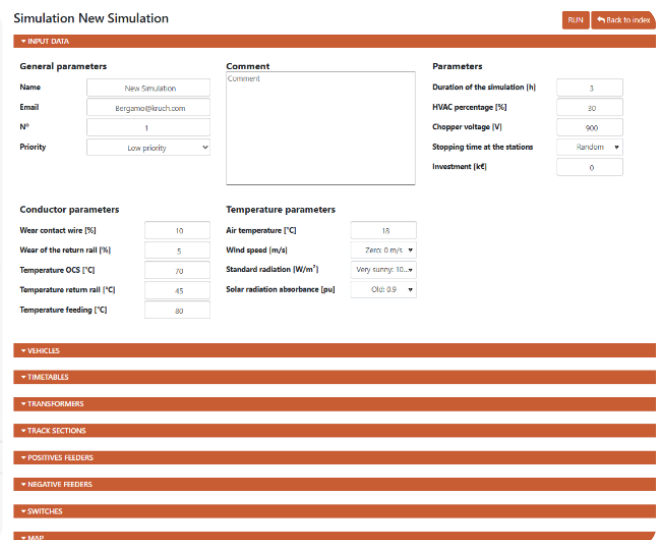 Simulation New Simulation
RUN Back to index
INPUT DATA
General parameters
Name New Simulation
Email Bergamo@kruch.com
N° 1
Priority Low priority
Comment
Comment
Parameters
Duration of the simulation [h] 3
HVAC percentage [%] 30
Chopper voltage [V] 900
Stopping time at the stations Random
Investment [k€] 0
Conductor parameters
Wear contact wire [%] 10
Wear of the return rail [%] 5
Temperature OCS [°C] 70
Temperature return rail [°C] 45
Temperature feeding [°C] 80
Temperature parameters
Air temperature [°C] 18
Wind speed [m/s] Zero: 0 m/s
Standard radiation [W/m²] Very sunny: 10...
Solar radiation absorbance [pu] Old: 0.9
VEHICLES
TIMETABLES
TRANSFORMERS
TRACK SECTIONS
POSITIVES FEEDERS
NEGATIVE FEEDERS
SWITCHES
MAP